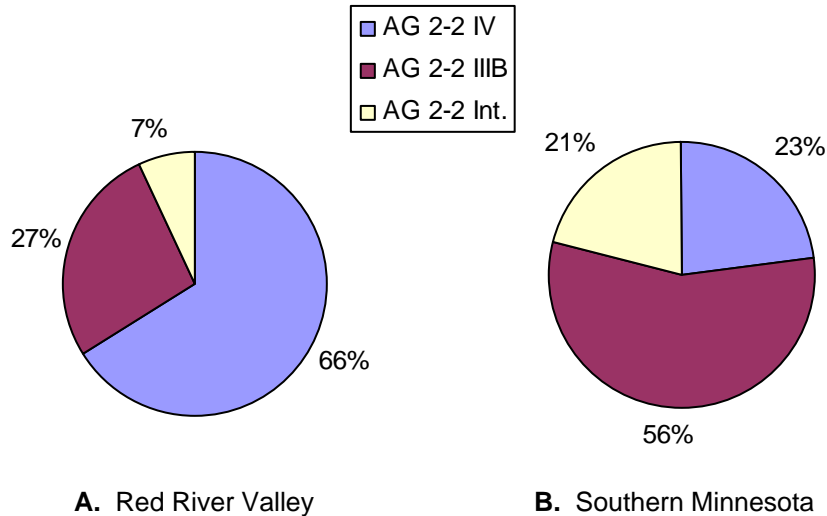 AG 2-2 IV
AG 2-2 IIIB
AG 2-2 Int.
7%
27%
66%
21%
23%
56%
A. Red River Valley
B. Southern Minnesota